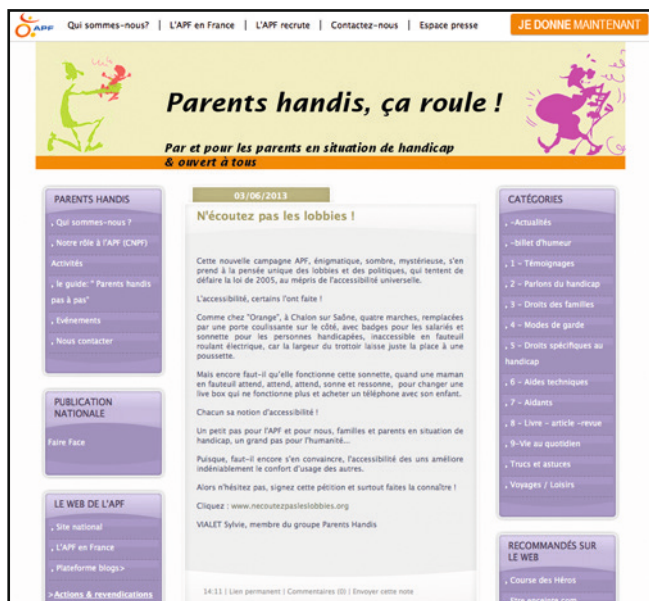 APF
Qui sommes-nous? | L'APF en France | L'APF recrute | Contactez-nous | Espace presse
JE DONNE MAINTENANT
Parents handis, ça roule !
Par et pour les parents en situation de handicap
& ouvert à tous
PARENTS HANDIS
, Qui sommes-nous ?
, Notre rôle à l'APF (CNPF)
Activités
, le guide: " Parents handis
pas à pas"
, Evénements
, Nous contacter
PUBLICATION
NATIONALE
Faire Face
LE WEB DE L'APF
, Site national
, L'APF en France
, Plateforme blogs>
>Actions & revendications
03/06/2013
N'écoutez pas les lobbies !
Cette nouvelle campagne APF, énigmatique, sombre, mystérieuse, s'en
prend à la pensée unique des lobbies et des politiques, qui tentent de
défaire la loi de 2005, au mépris de l'accessibilité universelle.
L'accessibilité, certains l'ont faite !
Comme chez "Orange", à Chalon sur Saône, quatre marches, remplacées
par une porte coulissante sur le côté, avec badges pour les salariés et
sonnette pour les personnes handicapées, inaccessible en fauteuil
roulant électrique, car la largeur du trottoir laisse juste la place à une
poussette.
Mais encore faut-il qu'elle fonctionne cette sonnette, quand une maman
en fauteuil attend, attend, attend, sonne et ressonne, pour changer une
live box qui ne fonctionne plus et acheter un téléphone avec son enfant.
Chacun sa notion d'accessibilité !
Un petit pas pour l'APF et pour nous, familles et parents en situation de
handicap, un grand pas pour l'humanité...
Puisque, faut-il encore s'en convaincre, l'accessibilité des uns améliore
indéniablement le confort d'usage des autres.
Alors n'hésitez pas, signez cette pétition et surtout faites la connaître !
Cliquez : www.necoutezpasleslobbies.org
VIALET Sylvie, membre du groupe Parents Handis
14:11 | Lien permanent | Commentaires (0) | Envoyer cette note
CATÉGORIES
, ~Actualités
, ~billet d'humeur
, 1 - Témoignages
, 2 - Parlons du handicap
, 3 - Droits des familles
, 4 - Modes de garde
, 5 - Droits spécifiques au
handicap
, 6 - Aides techniques
, 7 - Aidants
, 8 - Livre - article -revue
, 9-Vie au quotidien
, Trucs et astuces
, Voyages / Loisirs
RECOMMANDÉS SUR
LE WEB
, Course des Héros
, Etre enceinte.com